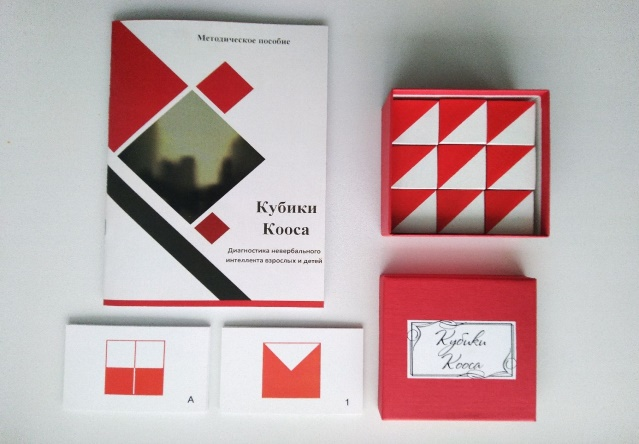 Методическое пособие
Кубики
Кооса
Диагностика невербального
интеллекта взрослых и детей
A
1
Кубики
Кооса